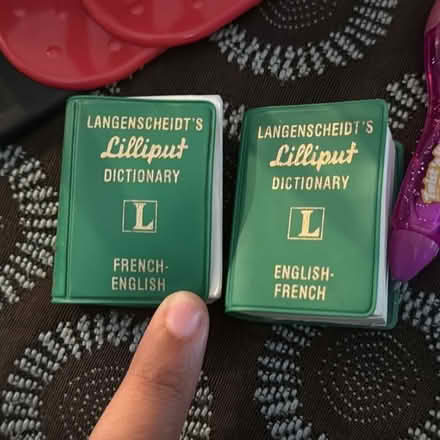 LANGENSCHEIDT'S
Lilliput
DICTIONARY
L
FRENCH-
ENGLISH
LANGENSCHEIDT'S
Lilliput
DICTIONARY
L
ENGLISH-
FRENCH